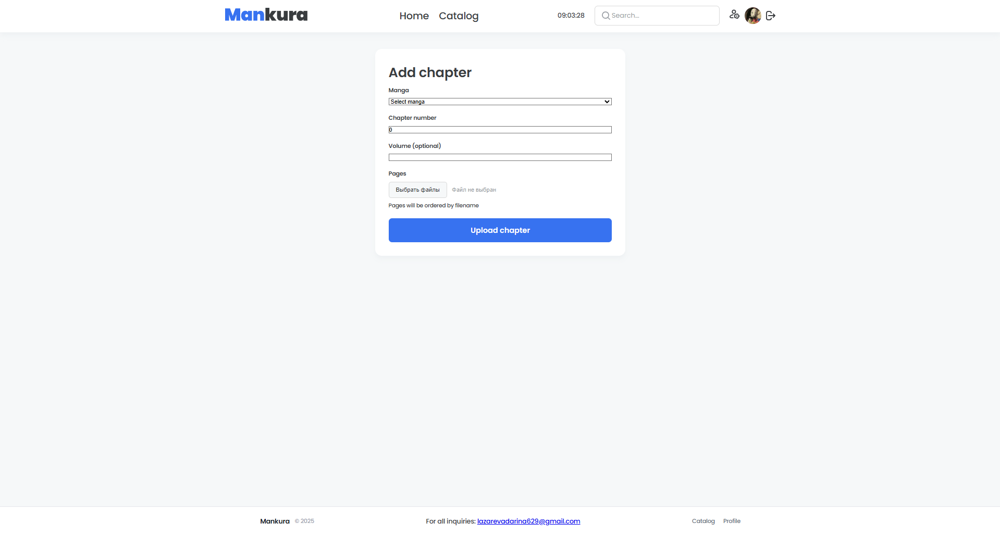 Mankura
Home Catalog
09:03:28
Search...
Add chapter
Manga
Select manga
Chapter number
0
Volume (optional)
Pages
Выбрать файлы Файл не выбран
Pages will be ordered by filename
Upload chapter
Mankura © 2025
For all inquiries: lazarevadarina629@gmail.com
Catalog Profile